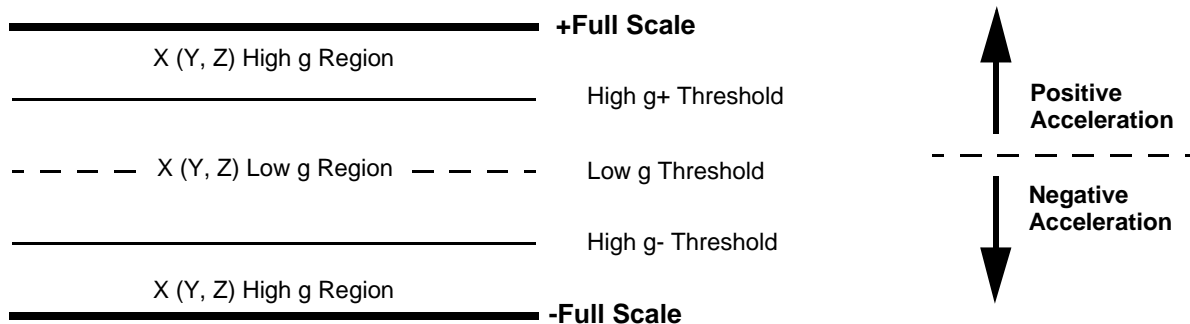 +Full Scale
X (Y, Z) High g Region
High g+ Threshold
Positive
Acceleration
X (Y, Z) Low g Region
Low g Threshold
Negative
Acceleration
High g- Threshold
X (Y, Z) High g Region
-Full Scale